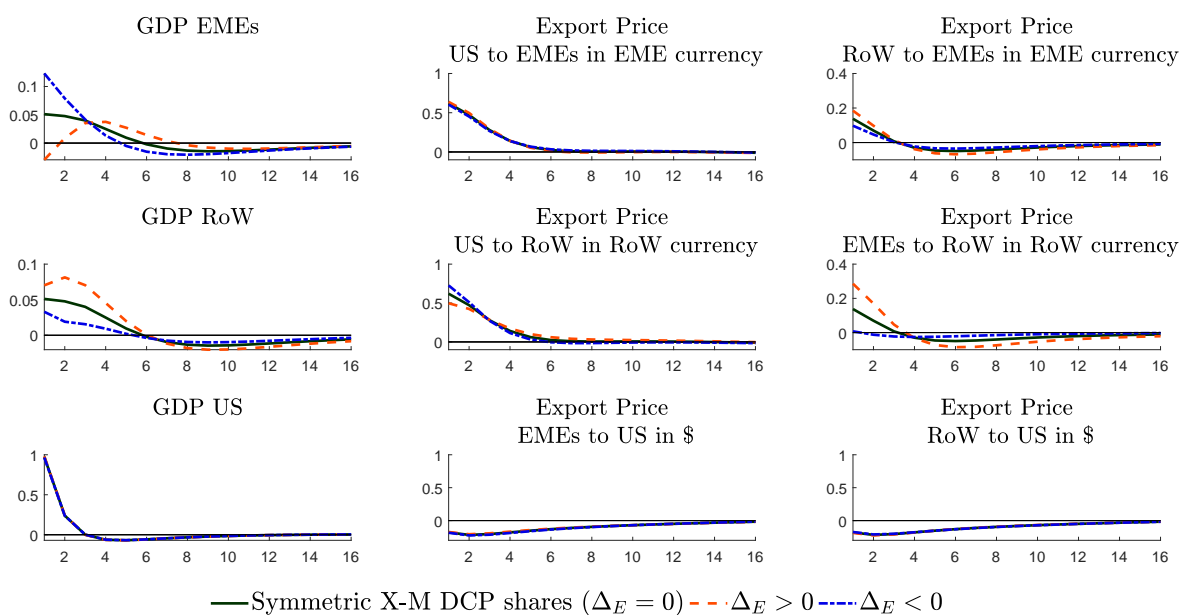 GDP EMEs
Export Price
US to EMEs in EME currency
Export Price
RoW to EMEs in EME currency
0.1
0.05
0
2 4 6 8 10 12 14 16
1
0.5
0
2 4 6 8 10 12 14 16
0.4
0.2
0
2 4 6 8 10 12 14 16
GDP RoW
Export Price
US to RoW in RoW currency
Export Price
EMEs to RoW in RoW currency
0.1
0.05
0
2 4 6 8 10 12 14 16
1
0.5
0
2 4 6 8 10 12 14 16
0.4
0.2
0
2 4 6 8 10 12 14 16
GDP US
Export Price
EMEs to US in $
Export Price
RoW to US in $
1
0.5
0
2 4 6 8 10 12 14 16
1
0.5
0
2 4 6 8 10 12 14 16
1
0.5
0
2 4 6 8 10 12 14 16
Symmetric X-M DCP shares (Δ_E = 0) Δ_E > 0 Δ_E < 0